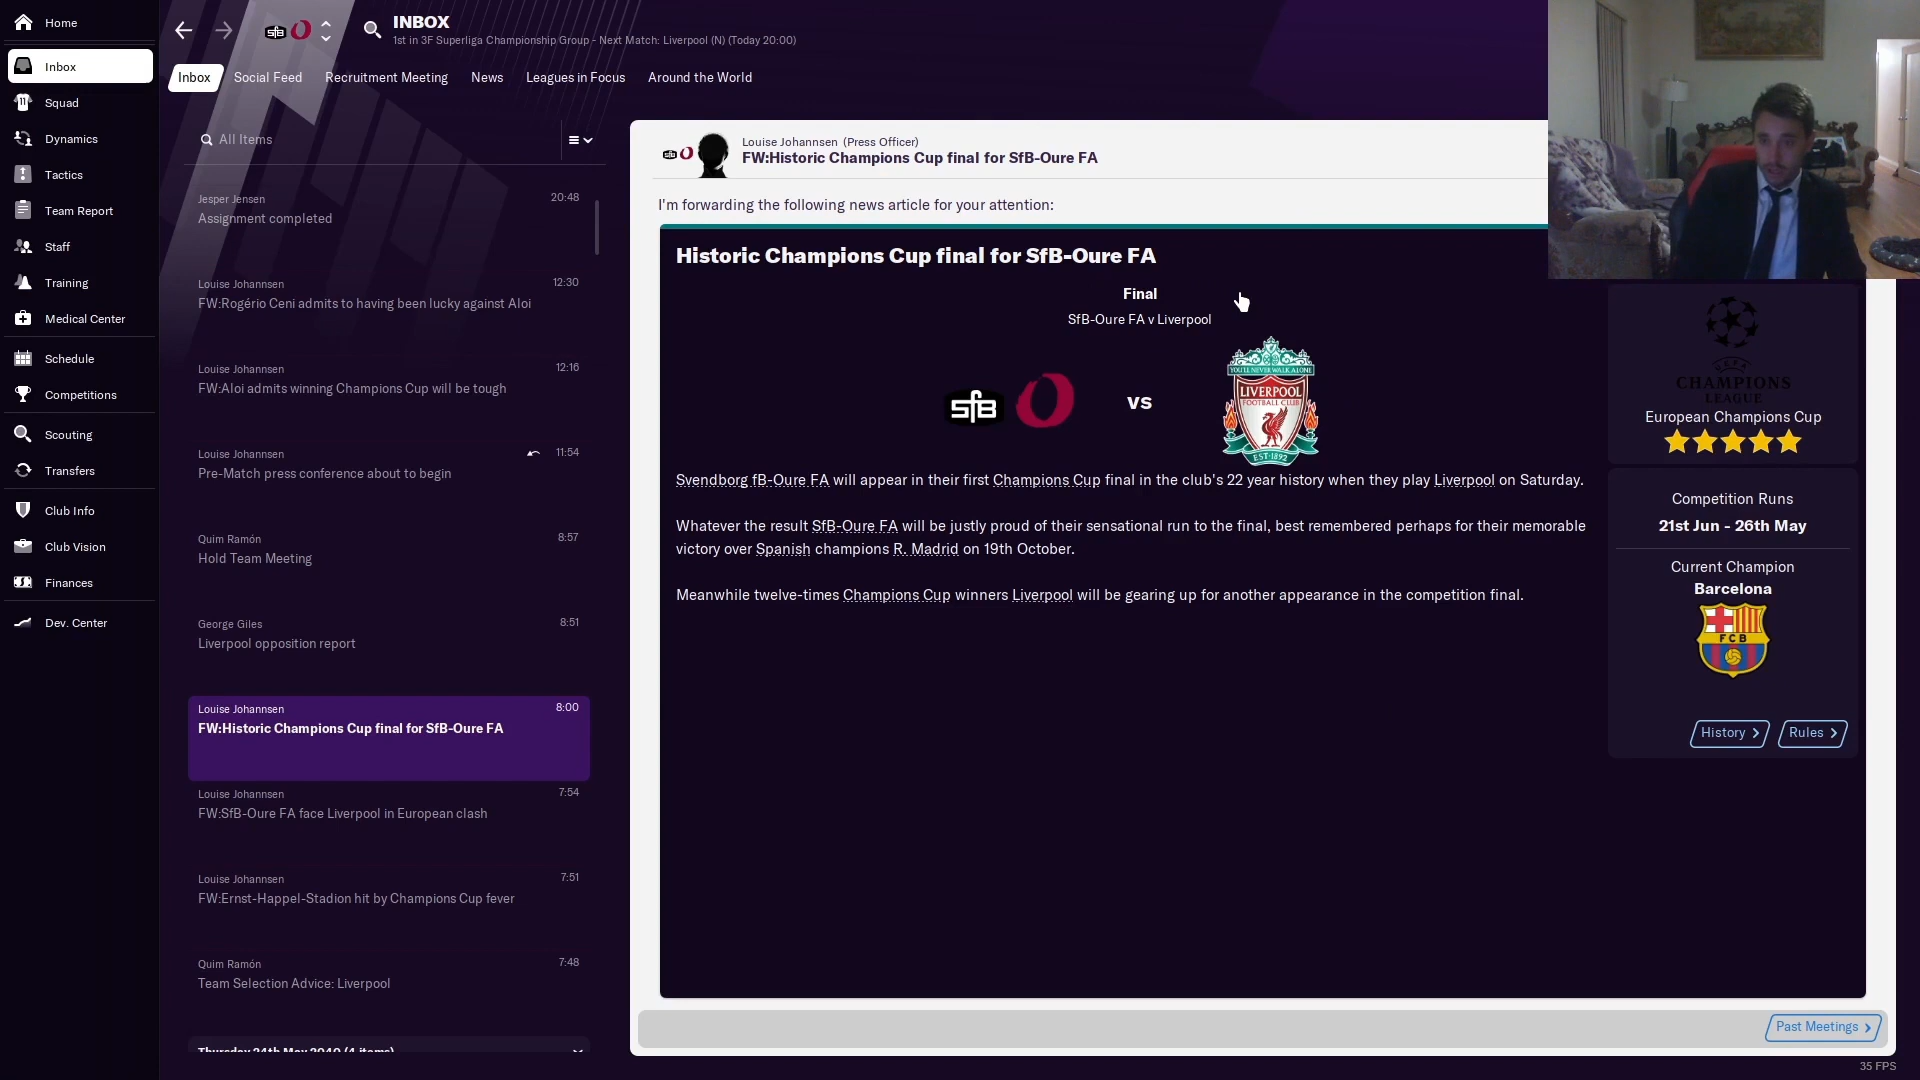 Home
Inbox
Squad
Dynamics
Tactics
Team Report
Staff
Training
Medical Center
Schedule
Competitions
Scouting
Transfers
Club Info
Club Vision
Finances
Dev. Center
INBOX
1st in 3F Superliga Championship Group - Next Match: Liverpool (N) (Today 20:00)
Inbox Social Feed Recruitment Meeting News Leagues in Focus Around the World
All Items
Jesper Jensen 20:48
Assignment completed
Louise Johannsen 12:30
FW:Rogério Ceni admits to having been lucky against Aloi
Louise Johannsen 12:16
FW:Aloi admits winning Champions Cup will be tough
Louise Johannsen 11:54
Pre-Match press conference about to begin
Quim Ramón 8:57
Hold Team Meeting
George Giles 8:51
Liverpool opposition report
Louise Johannsen 8:00
FW:Historic Champions Cup final for SfB-Oure FA
Louise Johannsen 7:54
FW:SfB-Oure FA face Liverpool in European clash
Louise Johannsen 7:51
FW:Ernst-Happel-Stadion hit by Champions Cup fever
Quim Ramón 7:48
Team Selection Advice: Liverpool
Thursday 24th May 2040 (4 items)
Louise Johannsen (Press Officer)
FW:Historic Champions Cup final for SfB-Oure FA
I'm forwarding the following news article for your attention:
Historic Champions Cup final for SfB-Oure FA
Final
SfB-Oure FA v Liverpool
sfB
vs
YOU'LL NEVER WALK ALONE
LIVERPOOL
FOOTBALL CLUB
EST·1892
Svendborg fB-Oure FA will appear in their first Champions Cup final in the club's 22 year history when they play Liverpool on Saturday.
Whatever the result SfB-Oure FA will be justly proud of their sensational run to the final, best remembered perhaps for their memorable
victory over Spanish champions R. Madrid on 19th October.
Meanwhile twelve-times Champions Cup winners Liverpool will be gearing up for another appearance in the competition final.
CHAMPIONS
LEAGUE
European Champions Cup
Competition Runs
21st Jun - 26th May
Current Champion
Barcelona
FCB
History
Rules
Past Meetings
35 FPS